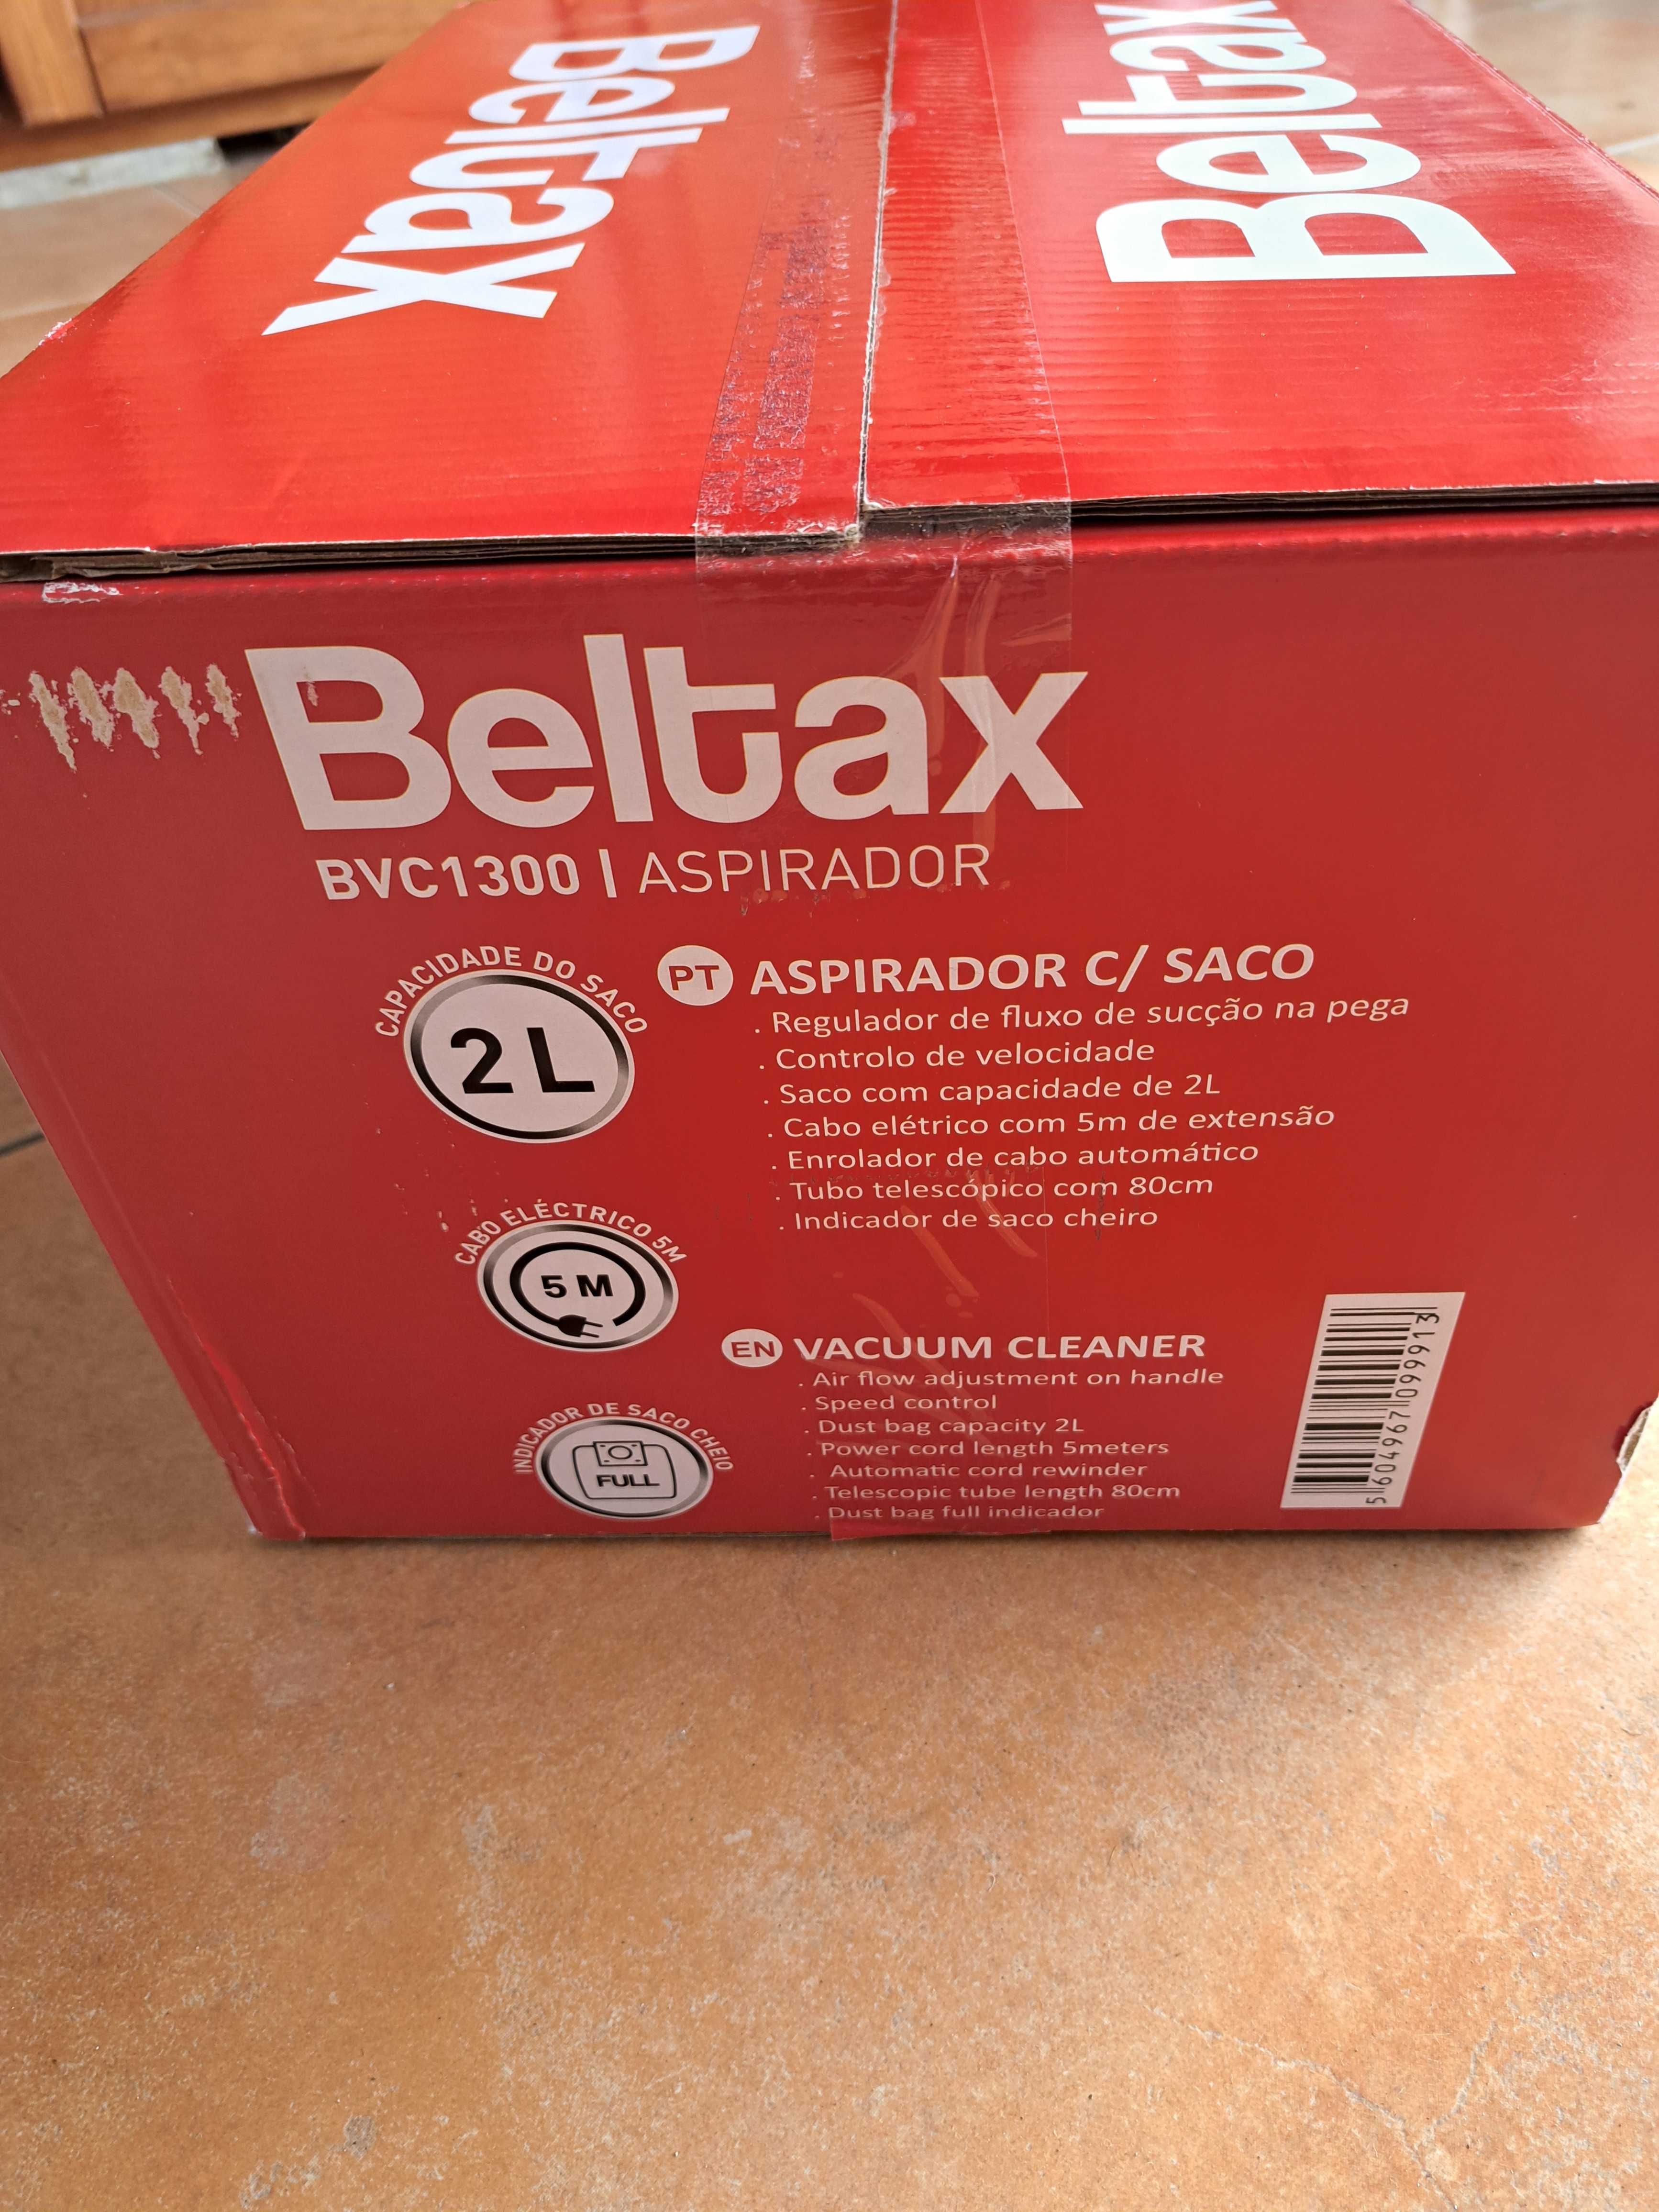 Beltax
Beltax
Beltax
BVC1300 | ASPIRADOR
CAPACIDADE DO SACO
2 L
PT ASPIRADOR C/ SACO
. Regulador de fluxo de sucção na pega
. Controlo de velocidade
. Saco com capacidade de 2L
. Cabo elétrico com 5m de extensão
. Enrolador de cabo automático
. Tubo telescópico com 80cm
. Indicador de saco cheiro
CABO ELÉCTRICO 5M
5 M
INDICADOR DE SACO CHEIO
FULL
EN VACUUM CLEANER
. Air flow adjustment on handle
. Speed control
. Dust bag capacity 2L
. Power cord length 5meters
. Automatic cord rewinder
. Telescopic tube length 80cm
. Dust bag full indicador
5 604967 099913